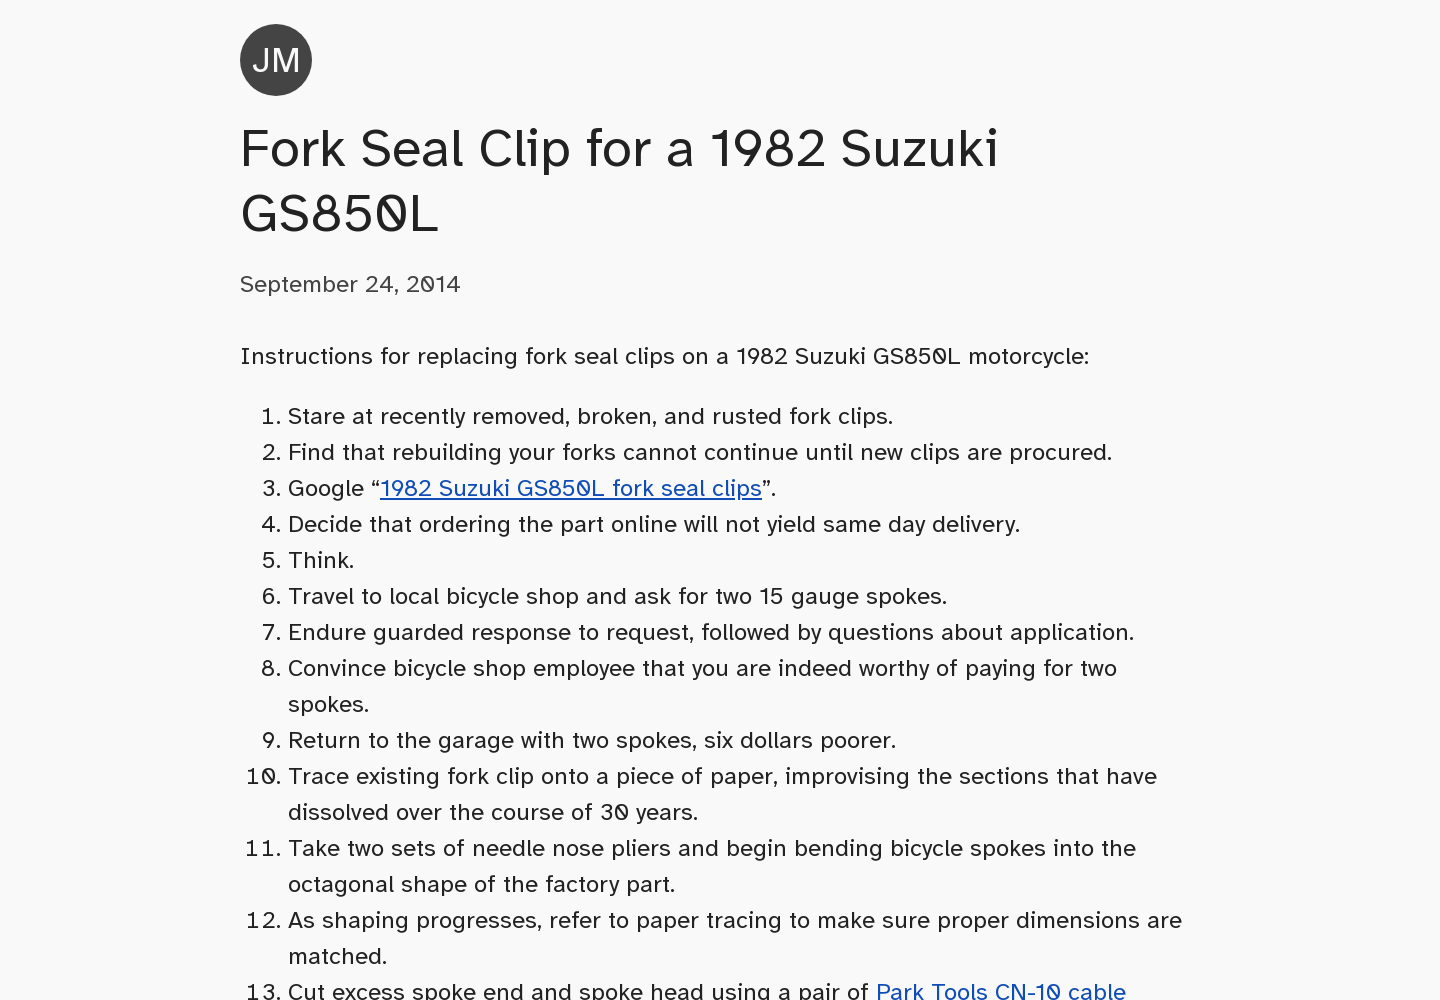 JM
Fork Seal Clip for a 1982 Suzuki
GS850L
September 24, 2014
Instructions for replacing fork seal clips on a 1982 Suzuki GS850L motorcycle:
1. Stare at recently removed, broken, and rusted fork clips.
2. Find that rebuilding your forks cannot continue until new clips are procured.
3. Google “1982 Suzuki GS850L fork seal clips”.
4. Decide that ordering the part online will not yield same day delivery.
5. Think.
6. Travel to local bicycle shop and ask for two 15 gauge spokes.
7. Endure guarded response to request, followed by questions about application.
8. Convince bicycle shop employee that you are indeed worthy of paying for two
spokes.
9. Return to the garage with two spokes, six dollars poorer.
10. Trace existing fork clip onto a piece of paper, improvising the sections that have
dissolved over the course of 30 years.
11. Take two sets of needle nose pliers and begin bending bicycle spokes into the
octagonal shape of the factory part.
12. As shaping progresses, refer to paper tracing to make sure proper dimensions are
matched.
13. Cut excess spoke end and spoke head using a pair of Park Tools CN-10 cable